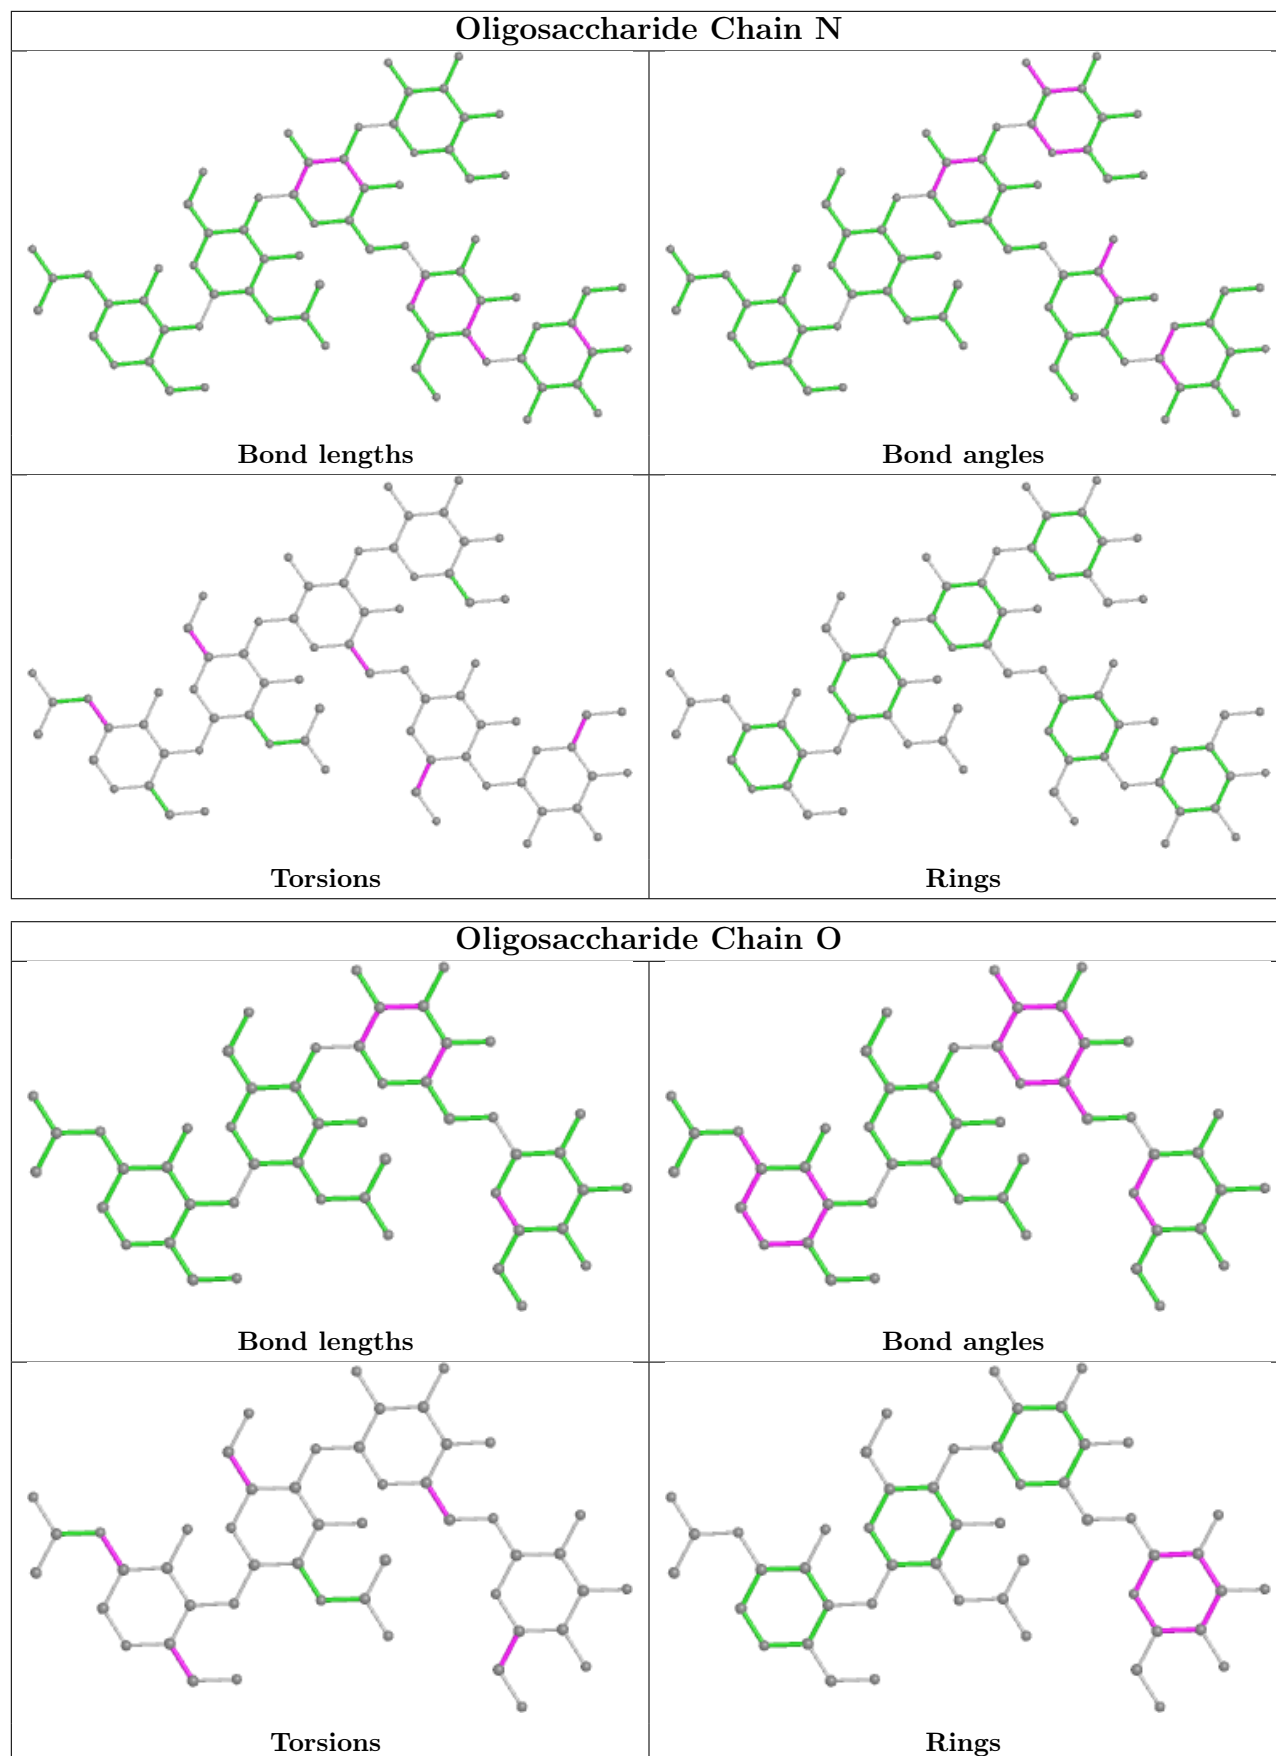 Oligosaccharide Chain N
Bond lengths
Bond angles
Torsions
Rings
Oligosaccharide Chain O
Bond lengths
Bond angles
Torsions
Rings